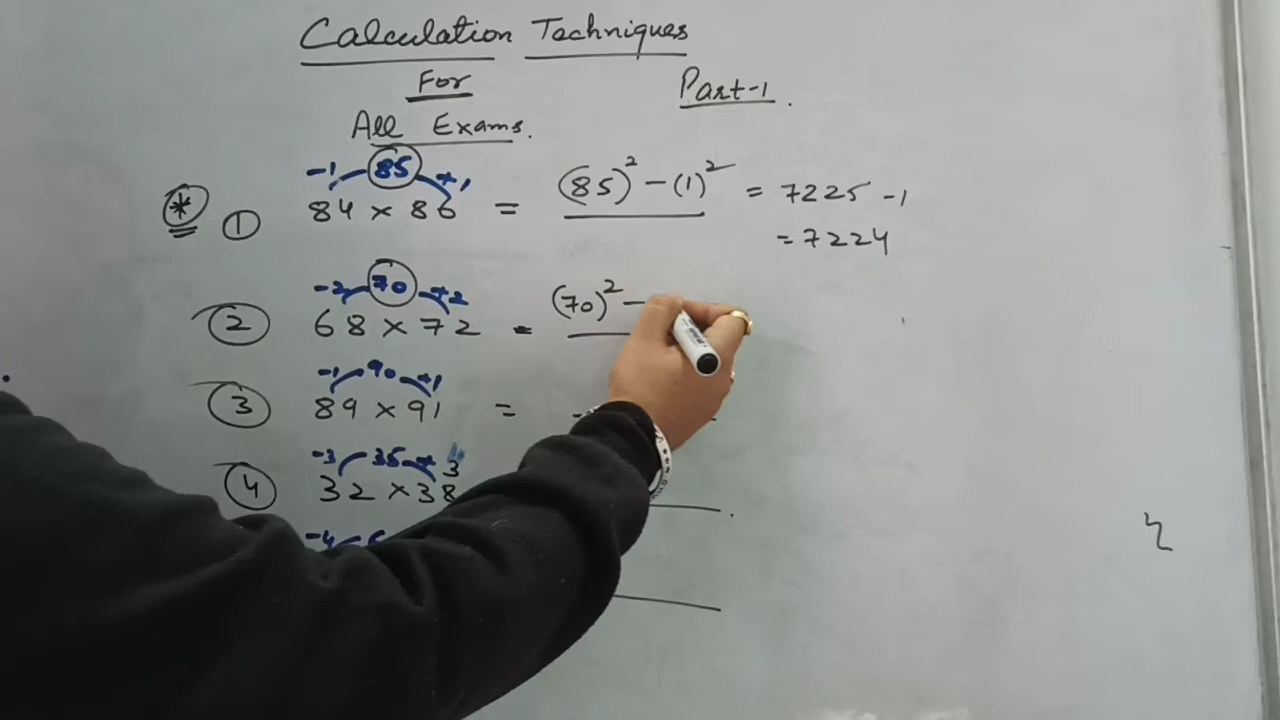 Calculation Techniques
For Part-1.
All Exams.
-1 85 +1
* 1 84 × 86 = (85)² - (1)² = 7225 - 1
= 7224
-2 70 +2
2 68 × 72 = (70)² -
-1 90 +1
3 89 × 91 =
-3 35 + 3
4 32 × 38
-4